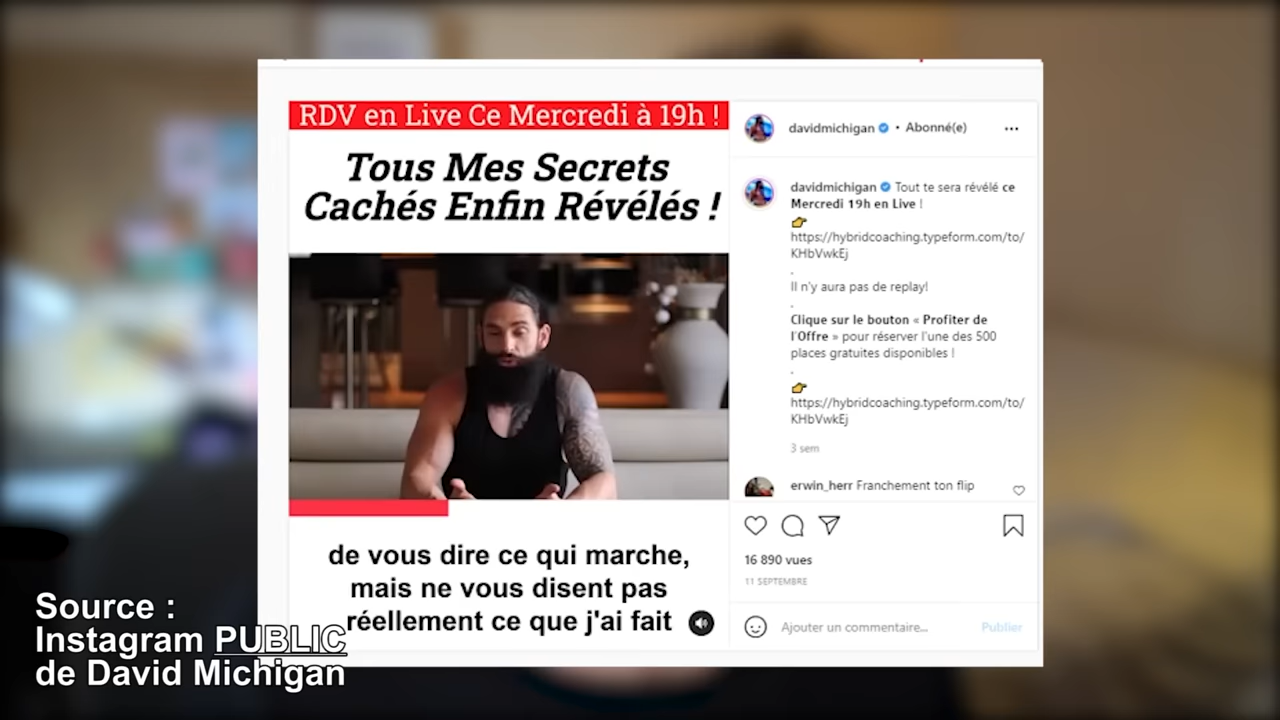 RDV en Live Ce Mercredi à 19h !
Tous Mes Secrets
Cachés Enfin Révélés !
de vous dire ce qui marche,
mais ne vous disent pas
réellement ce que j'ai fait
davidmichigan • Abonné(e)
davidmichigan Tout te sera révélé ce
Mercredi 19h en Live !
https://hybridcoaching.typeform.com/to/
KHbVwkEj
.
Il n'y aura pas de replay!
.
Clique sur le bouton « Profiter de
l'Offre » pour réserver l'une des 500
places gratuites disponibles !
.
https://hybridcoaching.typeform.com/to/
KHbVwkEj
3 sem
erwin_herr Franchement ton flip
16 890 vues
11 SEPTEMBRE
Ajouter un commentaire... Publier
Source :
Instagram PUBLIC
de David Michigan